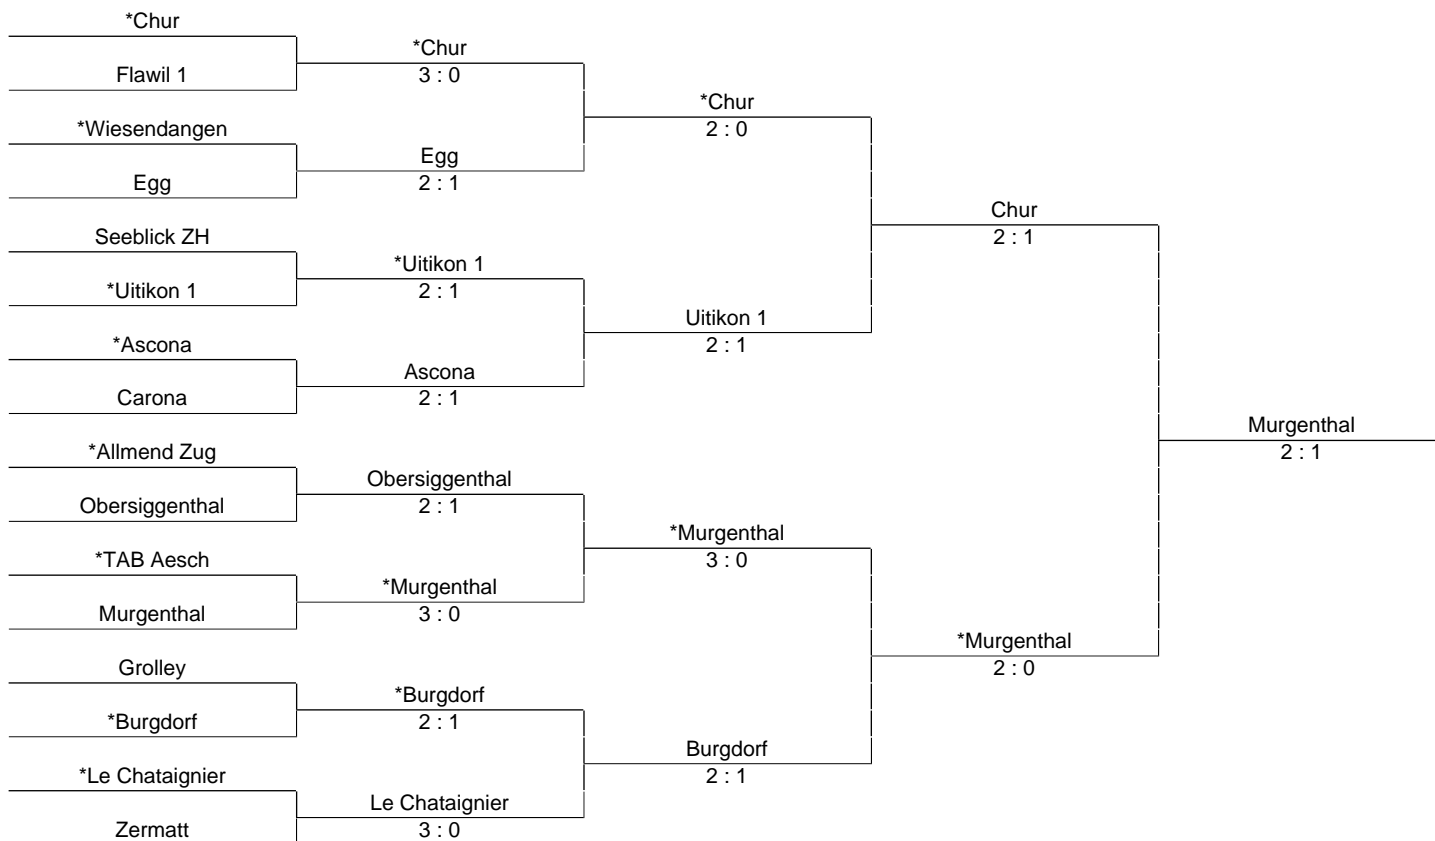 *Chur
Flawil 1
*Wiesendangen
Egg
Seeblick ZH
*Uitikon 1
*Ascona
Carona
*Allmend Zug
Obersiggenthal
*TAB Aesch
Murgenthal
Grolley
*Burgdorf
*Le Chataignier
Zermatt
*Chur
3 : 0
Egg
2 : 1
*Uitikon 1
2 : 1
Ascona
2 : 1
Obersiggenthal
2 : 1
*Murgenthal
3 : 0
*Burgdorf
2 : 1
Le Chataignier
3 : 0
*Chur
2 : 0
Uitikon 1
2 : 1
*Murgenthal
3 : 0
Burgdorf
2 : 1
Chur
2 : 1
*Murgenthal
2 : 0
Murgenthal
2 : 1